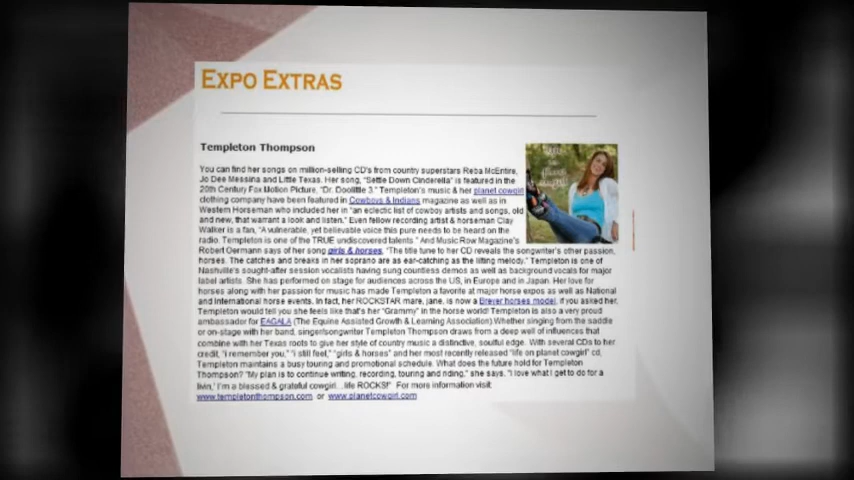 EXPO EXTRAS
Templeton Thompson
You can find her songs on million-selling CD's from country superstars Reba McEntire,
Jo Dee Messina and Little Texas. Her song, "Settle Down Cinderella" is featured in the
20th Century Fox Motion Picture, "Dr. Doolittle 3." Templeton's music & her planet cowgirl
clothing company have been featured in Cowboys & Indians magazine as well as in
Western Horseman who included her in "an eclectic list of cowboy artists and songs, old
and new, that warrant a look and listen." Even fellow recording artist & horseman Clay
Walker is a fan, "A vulnerable, yet believable voice this pure needs to be heard on the
radio. Templeton is one of the TRUE undiscovered talents." And Music Row Magazine's
Robert Oermann says of her song girls & horses, "The title tune to her CD reveals the songwriter's other passion,
horses. The catches and breaks in her soprano are as ear-catching as the lilting melody." Templeton is one of
Nashville's sought-after session vocalists having sung countless demos as well as background vocals for major
label artists. She has performed on stage for audiences across the US, in Europe and in Japan. Her love for
horses along with her passion for music has made Templeton a favorite at major horse expos as well as National
and International horse events. In fact, her ROCKSTAR mare, jane, is now a Breyer horses model, if you asked her,
Templeton would tell you she feels like that's her "Grammy" in the horse world! Templeton is also a very proud
ambassador for EAGALA (The Equine Assisted Growth & Learning Association).Whether singing from the saddle
or on-stage with her band, singer/songwriter Templeton Thompson draws from a deep well of influences that
combine with her Texas roots to give her style of country music a distinctive, soulful edge. With several CDs to her
credit, "i remember you," "i still feel," "girls & horses" and her most recently released "life on planet cowgirl" cd,
Templeton maintains a busy touring and promotional schedule. What does the future hold for Templeton
Thompson? "My plan is to continue writing, recording, touring and riding," she says. "I love what I get to do for a
livin,' I'm a blessed & grateful cowgirl...life ROCKS!" For more information visit:
www.templetonthompson.com or www.planetcowgirl.com